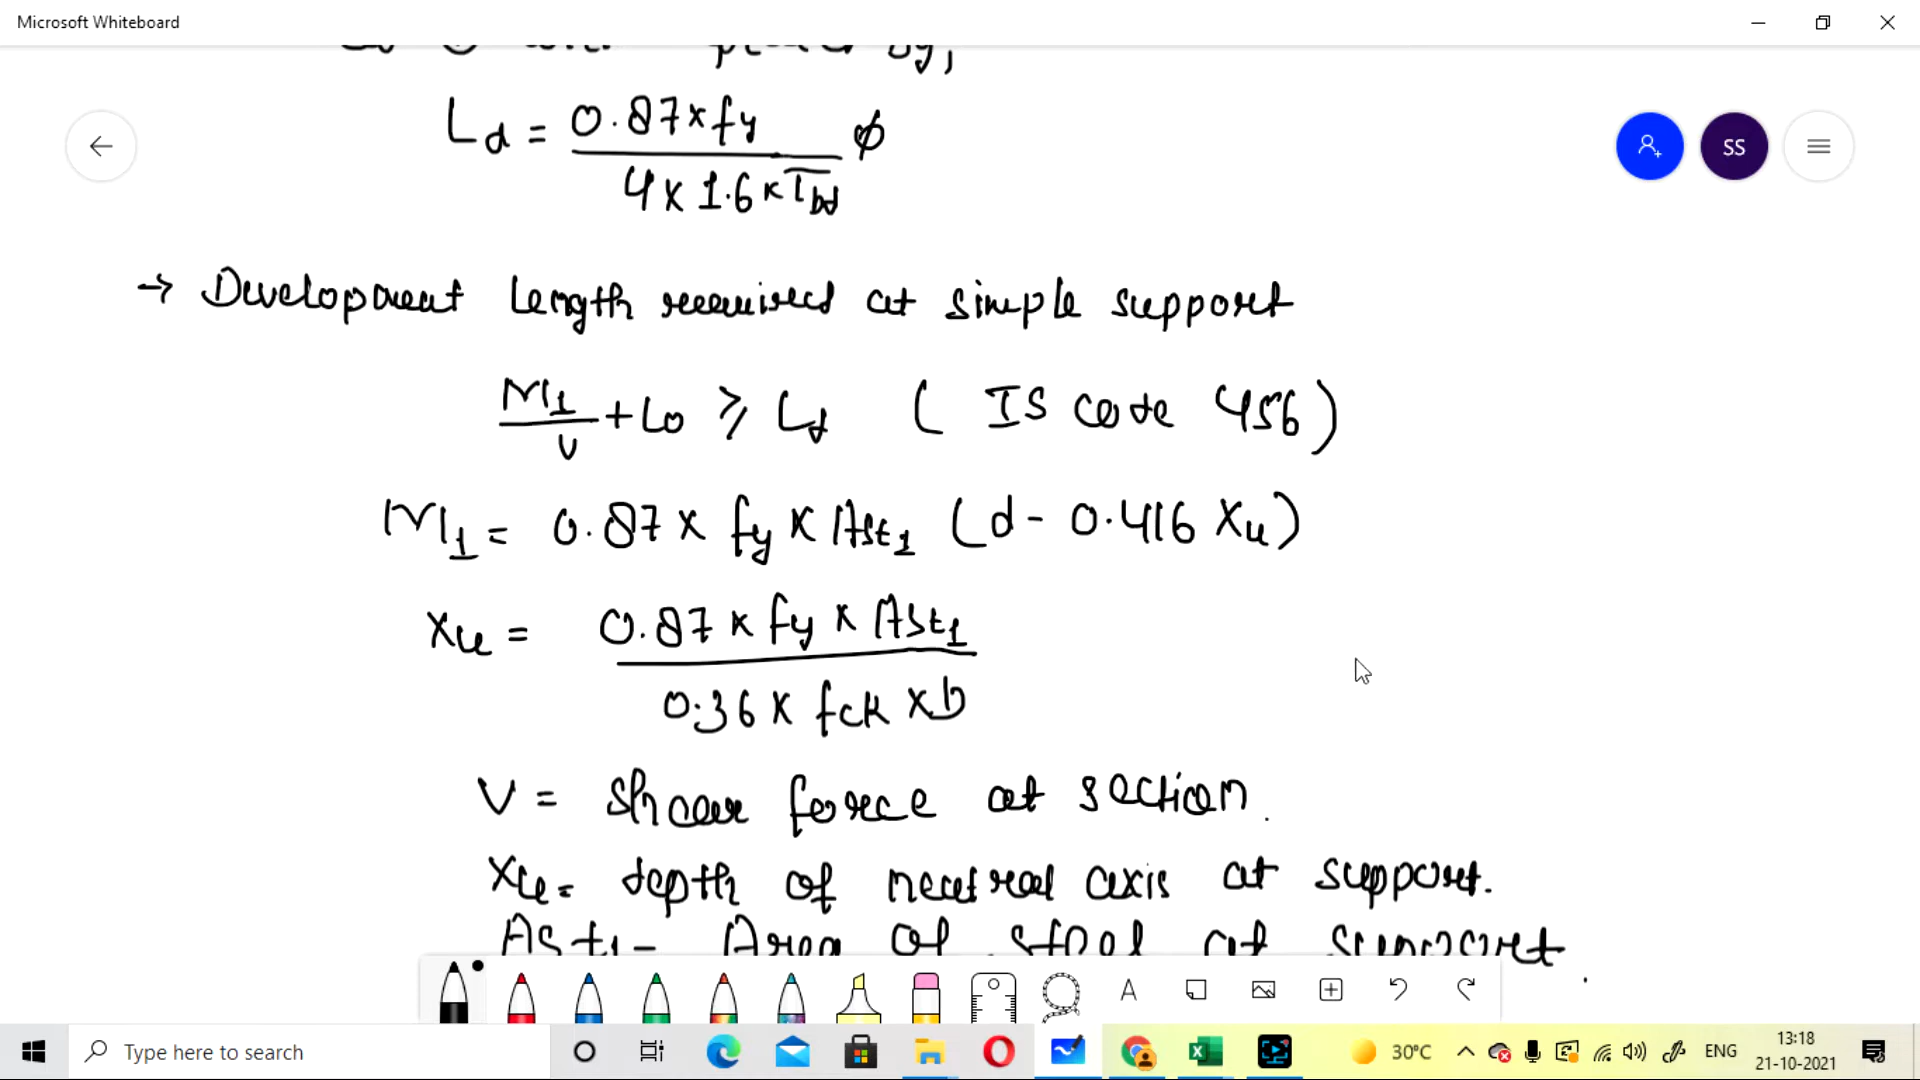 Microsoft Whiteboard
by,
Ld = 0.87 x fy / 4 x 1.6 x τbd ϕ
SS
→ Development length required at simple support
M1 / V + Lo ⩾ Ld ( IS code 456)
M1 = 0.87 x fy x Ast1 (d - 0.416 Xu)
Xu = 0.87 x fy x Ast1 / 0.36 x fck x b
V = Shear force at section.
Xu = depth of neutral axis at support.
Ast1 - Area of steel at support.
A
Type here to search
30°C
ENG
13:18
21-10-2021